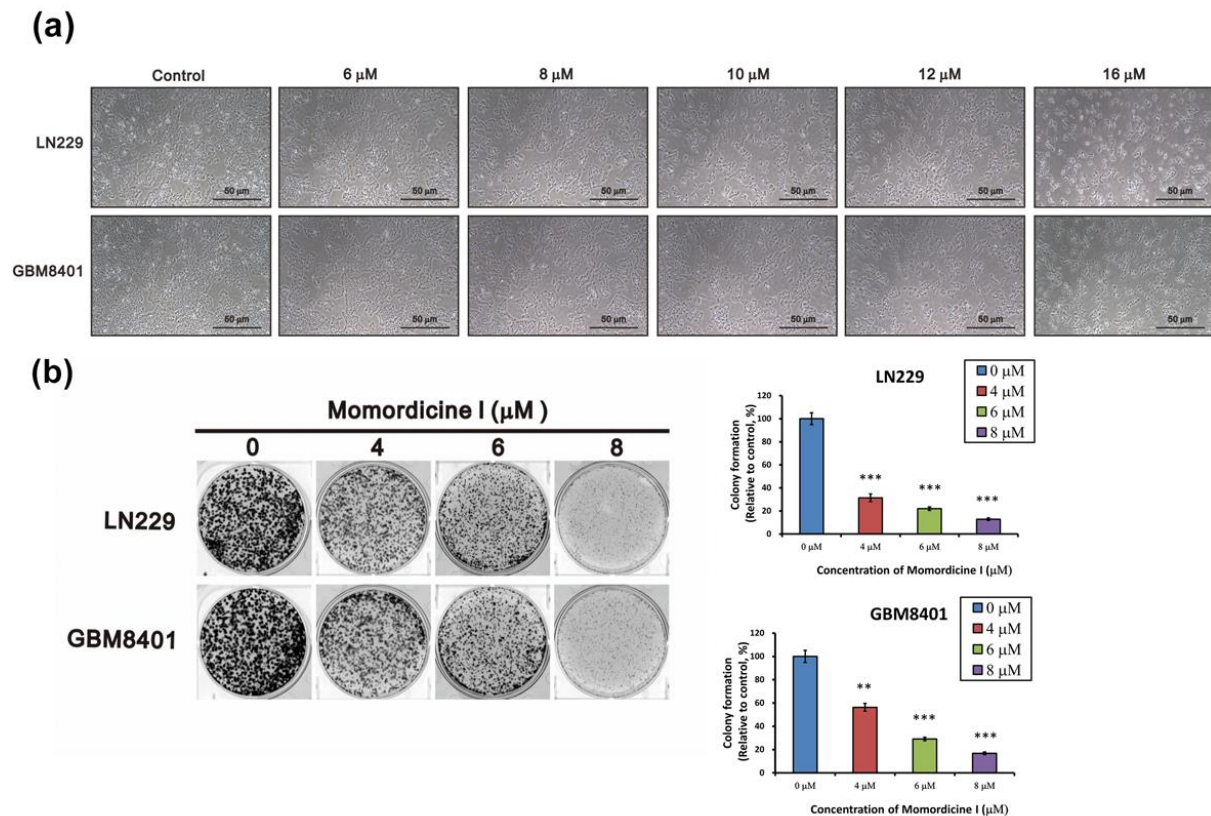 (a)
Control 6 μM 8 μM 10 μM 12 μM 16 μM
LN229
50 μm 50 μm 50 μm 50 μm 50 μm 50 μm
GBM8401
50 μm 50 μm 50 μm 50 μm 50 μm 50 μm
(b)
Momordicine I (μM )
0 4 6 8
LN229
GBM8401
LN229
0 μM
4 μM
6 μM
8 μM
Colony formation
(Relative to control, %)
120
100
80
60
40
20
0
***
***
***
0 μM 4 μM 6 μM 8 μM
Concentration of Momordicine I (μM)
GBM8401
0 μM
4 μM
6 μM
8 μM
Colony formation
(Relative to control, %)
120
100
80
60
40
20
0
**
***
***
0 μM 4 μM 6 μM 8 μM
Concentration of Momordicine I (μM)